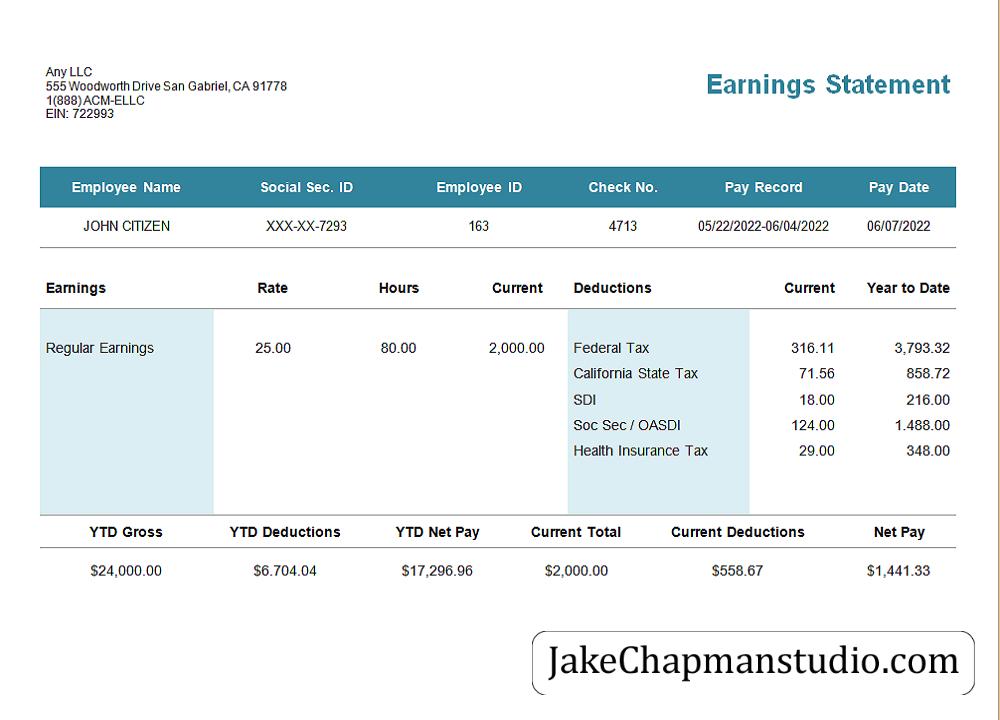 Any LLC
555 Woodworth Drive San Gabriel, CA 91778
1(888) ACM-ELLC
EIN: 722993
Earnings Statement
Employee Name Social Sec. ID Employee ID Check No. Pay Record Pay Date
JOHN CITIZEN XXX-XX-7293 163 4713 05/22/2022-06/04/2022 06/07/2022
Earnings Rate Hours Current Deductions Current Year to Date
Regular Earnings 25.00 80.00 2,000.00 Federal Tax 316.11 3,793.32
California State Tax 71.56 858.72
SDI 18.00 216.00
Soc Sec / OASDI 124.00 1.488.00
Health Insurance Tax 29.00 348.00
YTD Gross YTD Deductions YTD Net Pay Current Total Current Deductions Net Pay
$24,000.00 $6.704.04 $17,296.96 $2,000.00 $558.67 $1,441.33
JakeChapmanstudio.com